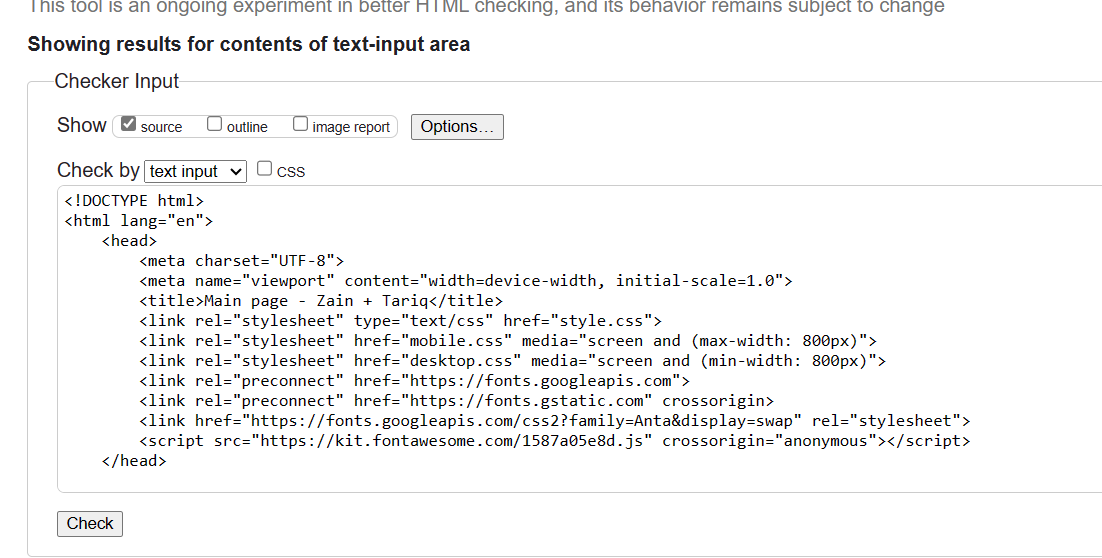 This tool is an ongoing experiment in better HTML checking, and its behavior remains subject to change
Showing results for contents of text-input area
Checker Input
Show source outline image report Options...
Check by text input CSS
<!DOCTYPE html>
<html lang="en">
    <head>
        <meta charset="UTF-8">
        <meta name="viewport" content="width=device-width, initial-scale=1.0">
        <title>Main page - Zain + Tariq</title>
        <link rel="stylesheet" type="text/css" href="style.css">
        <link rel="stylesheet" href="mobile.css" media="screen and (max-width: 800px)">
        <link rel="stylesheet" href="desktop.css" media="screen and (min-width: 800px)">
        <link rel="preconnect" href="https://fonts.googleapis.com">
        <link rel="preconnect" href="https://fonts.gstatic.com" crossorigin>
        <link href="https://fonts.googleapis.com/css2?family=Anta&display=swap" rel="stylesheet">
        <script src="https://kit.fontawesome.com/1587a05e8d.js" crossorigin="anonymous"></script>
    </head>
Check